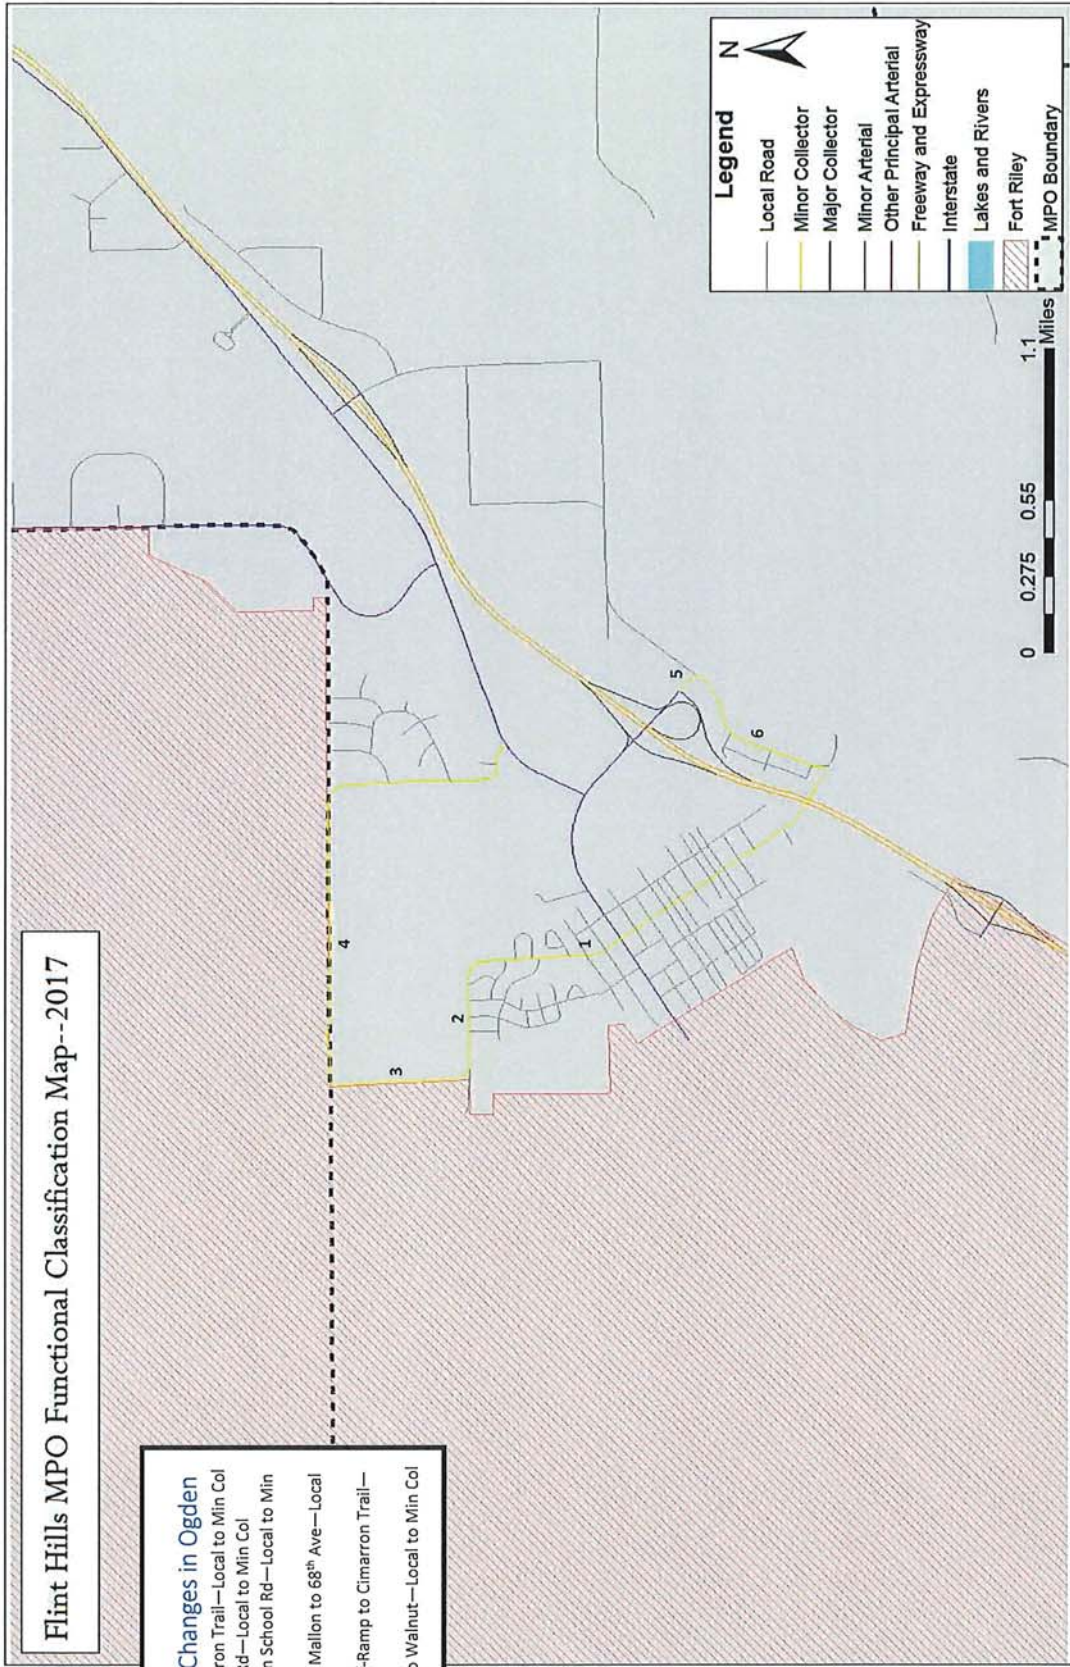 Flint Hills MPO Functional Classification Map--2017
Changes in Ogden
ron Trail—Local to Min Col
Rd—Local to Min Col
n School Rd—Local to Min
Mallon to 68th Ave—Local
-Ramp to Cimarron Trail—
o Walnut—Local to Min Col
1
2
3
4
5
6
Legend
N
Local Road
Minor Collector
Major Collector
Minor Arterial
Other Principal Arterial
Freeway and Expressway
Interstate
Lakes and Rivers
Fort Riley
MPO Boundary
0 0.275 0.55 1.1
Miles